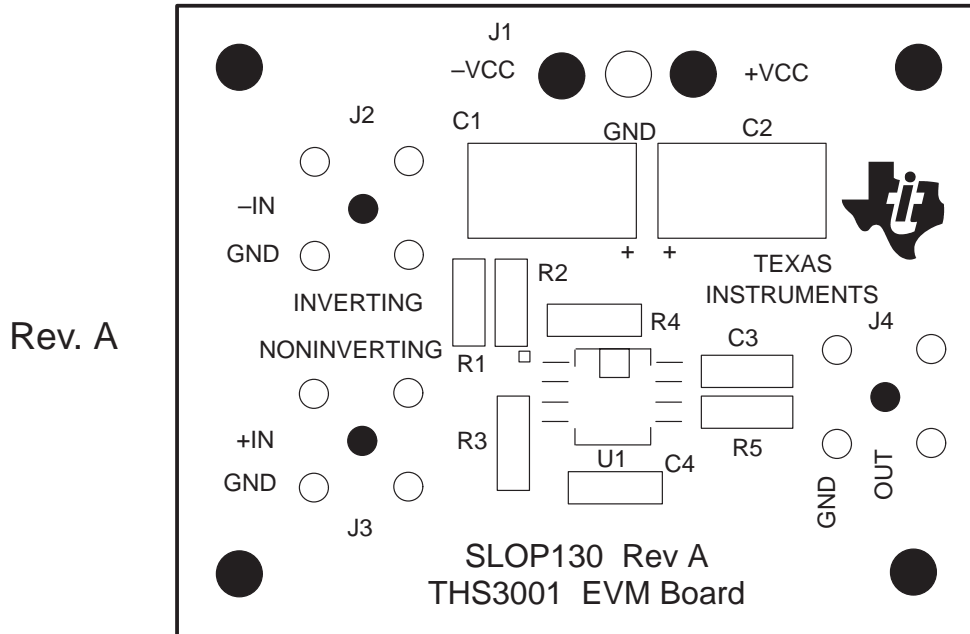 J1
–VCC
+VCC
J2
C1
GND
C2
–IN
GND
+ +
TEXAS
INSTRUMENTS
R2
INVERTING
R4
J4
Rev. A
NONINVERTING
R1
C3
+IN
R3
R5
U1
C4
GND
GND
OUT
J3
SLOP130 Rev A
THS3001 EVM Board